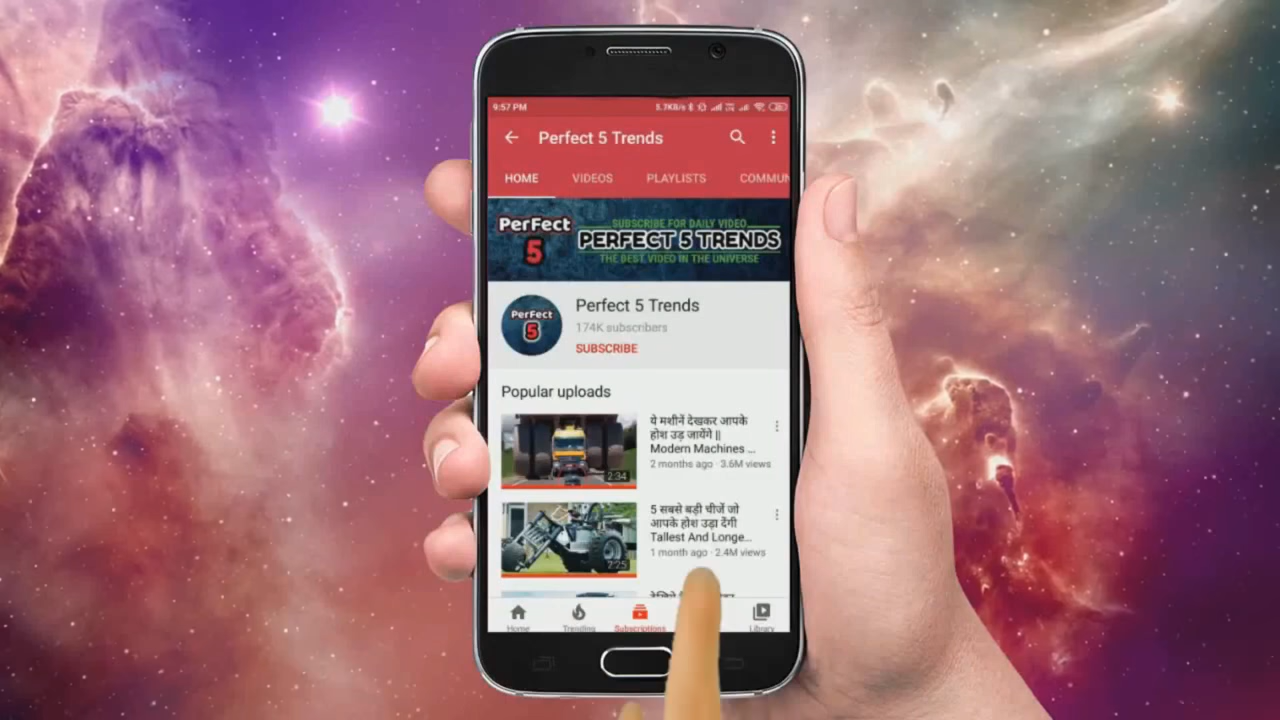 9:57 PM
5.7KB/s
Perfect 5 Trends
HOME VIDEOS PLAYLISTS COMMUN
PerFect
5
SUBSCRIBE FOR DAILY VIDEO
PERFECT 5 TRENDS
THE BEST VIDEO IN THE UNIVERSE
PerFect
5
Perfect 5 Trends
174K subscribers
SUBSCRIBE
Popular uploads
2:34
ये मशीनें देखकर आपके
होश उड़ जायेंगे ||
Modern Machines ...
2 months ago · 3.6M views
2:25
5 सबसे बड़ी चीजें जो
आपके होश उड़ा देंगी
Tallest And Longe...
1 month ago · 2.4M views
Home Trending Subscriptions Library